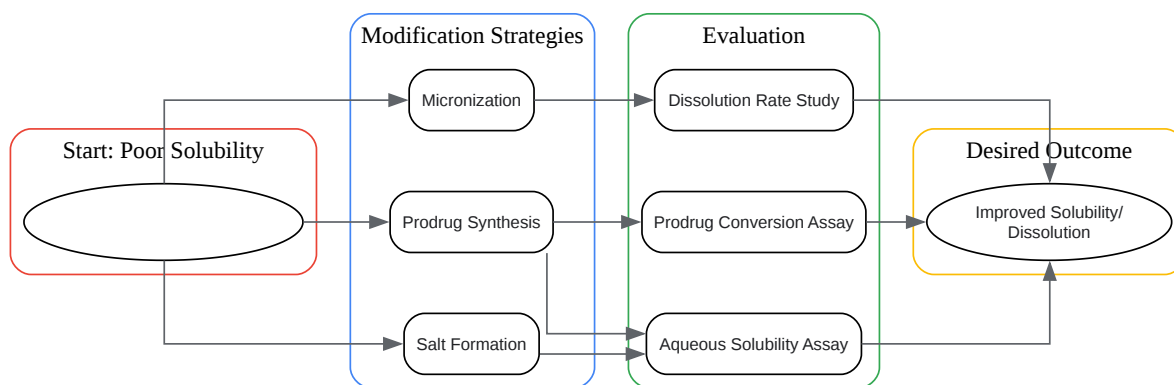 Start: Poor Solubility
Modification Strategies
Micronization
Prodrug Synthesis
Salt Formation
Evaluation
Dissolution Rate Study
Prodrug Conversion Assay
Aqueous Solubility Assay
Desired Outcome
Improved Solubility/
Dissolution